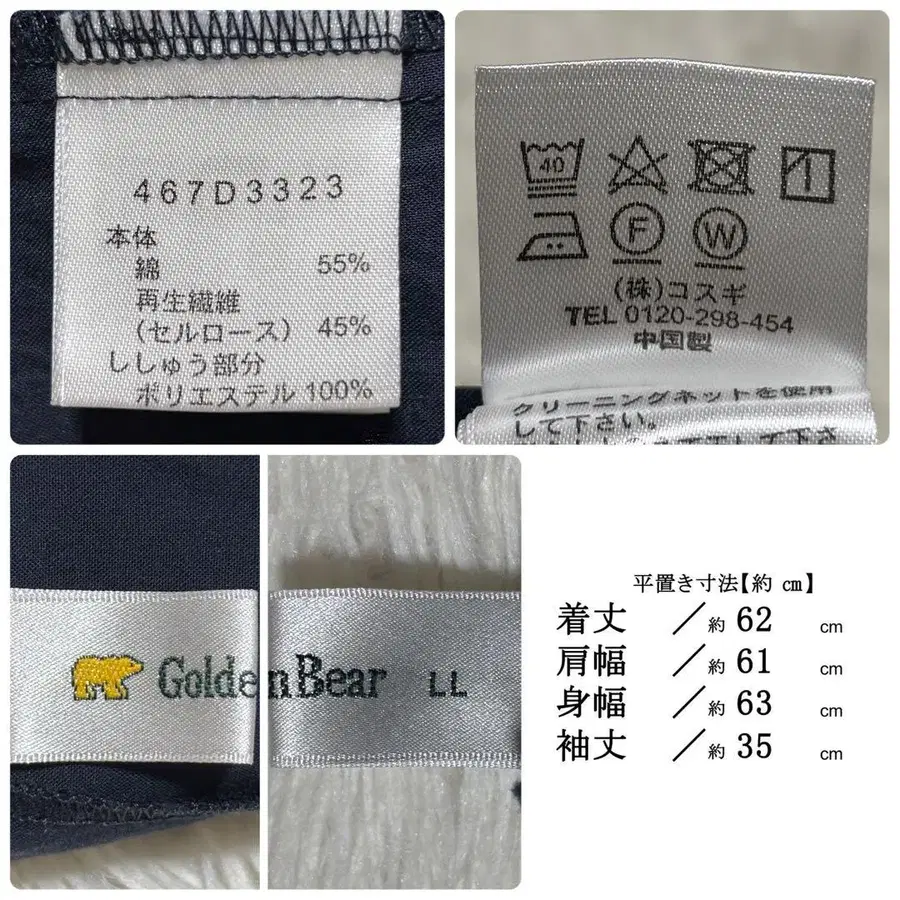 467D3323
本体
綿 55%
再生繊維
(セルロース) 45%
ししゅう部分
ポリエステル 100%
40
F W
(株)コスギ
TEL 0120-298-454
中国製
クリーニングネットを使用
して下さい。
Golden Bear LL
平置き寸法【約 ㎝】
着丈 ／約 62 cm
肩幅 ／約 61 cm
身幅 ／約 63 cm
袖丈 ／約 35 cm